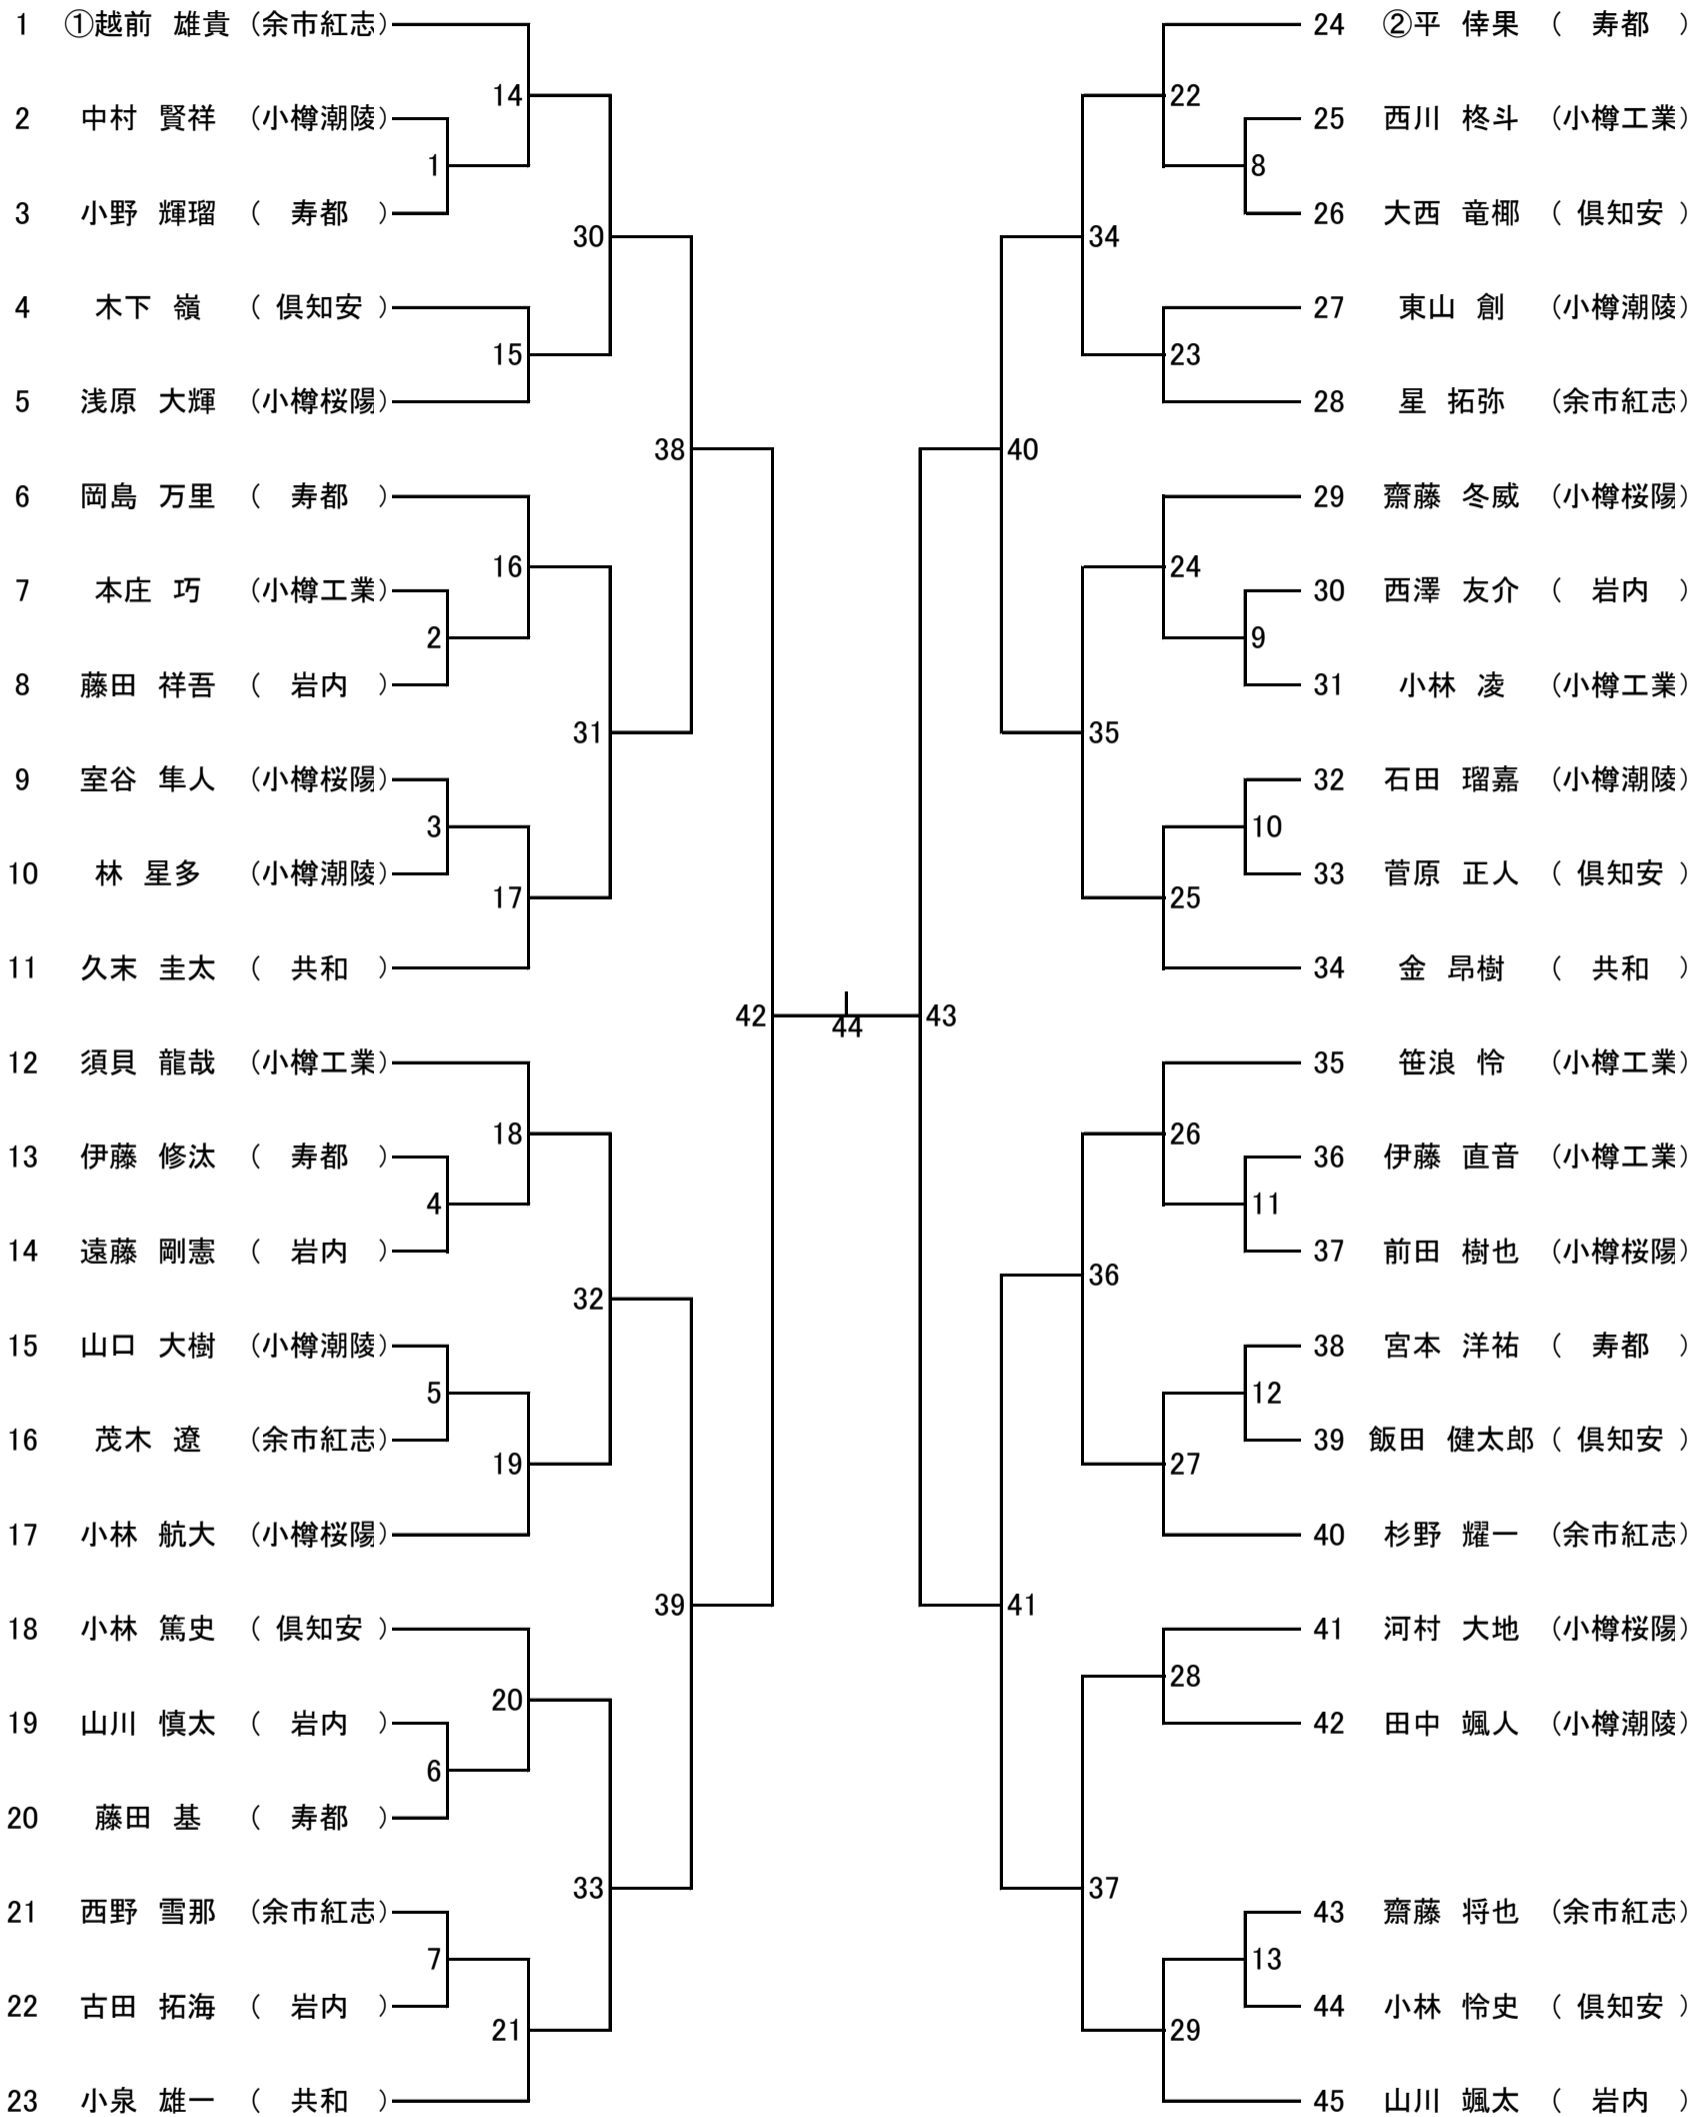 1 ①越前 雄貴 (余市紅志)
14
2 中村 賢祥 (小樽潮陵)
1
3 小野 輝瑠 ( 寿都 )
30
4 木下 嶺 ( 倶知安 )
15
5 浅原 大輝 (小樽桜陽)
38
6 岡島 万里 ( 寿都 )
16
7 本庄 巧 (小樽工業)
2
8 藤田 祥吾 ( 岩内 )
31
9 室谷 隼人 (小樽桜陽)
3
10 林 星多 (小樽潮陵)
17
11 久末 圭太 ( 共和 )
42
44
12 須貝 龍哉 (小樽工業)
18
13 伊藤 修汰 ( 寿都 )
4
14 遠藤 剛憲 ( 岩内 )
32
15 山口 大樹 (小樽潮陵)
5
16 茂木 遼 (余市紅志)
19
17 小林 航大 (小樽桜陽)
39
18 小林 篤史 ( 倶知安 )
20
19 山川 慎太 ( 岩内 )
6
20 藤田 基 ( 寿都 )
33
21 西野 雪那 (余市紅志)
7
22 古田 拓海 ( 岩内 )
21
23 小泉 雄一 ( 共和 )
24 ②平 倖果 ( 寿都 )
22
25 西川 柊斗 (小樽工業)
8
26 大西 竜椰 ( 倶知安 )
34
27 東山 創 (小樽潮陵)
23
28 星 拓弥 (余市紅志)
40
29 齋藤 冬威 (小樽桜陽)
24
30 西澤 友介 ( 岩内 )
9
31 小林 凌 (小樽工業)
35
32 石田 瑠嘉 (小樽潮陵)
10
33 菅原 正人 ( 倶知安 )
25
34 金 昂樹 ( 共和 )
43
35 笹浪 怜 (小樽工業)
26
36 伊藤 直音 (小樽工業)
11
37 前田 樹也 (小樽桜陽)
36
38 宮本 洋祐 ( 寿都 )
12
39 飯田 健太郎 ( 倶知安 )
27
40 杉野 耀一 (余市紅志)
41
41 河村 大地 (小樽桜陽)
28
42 田中 颯人 (小樽潮陵)
37
43 齋藤 将也 (余市紅志)
13
44 小林 怜史 ( 倶知安 )
29
45 山川 颯太 ( 岩内 )